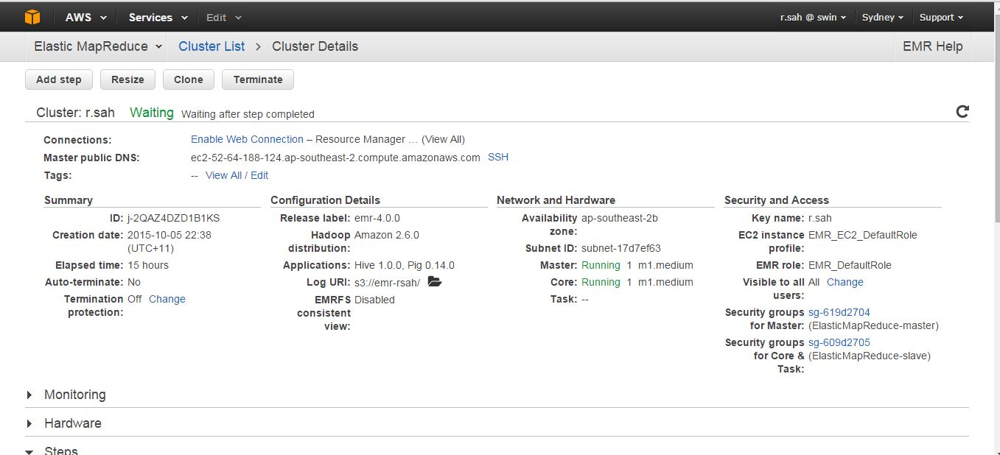 AWS Services Edit r.sah @ swin Sydney Support
Elastic MapReduce Cluster List > Cluster Details EMR Help
Add step Resize Clone Terminate
Cluster: r.sah Waiting Waiting after step completed
Connections: Enable Web Connection – Resource Manager ... (View All)
Master public DNS: ec2-52-64-188-124.ap-southeast-2.compute.amazonaws.com SSH
Tags: -- View All / Edit
Summary
ID: j-2QAZ4DZD1B1KS
Creation date: 2015-10-05 22:38
(UTC+11)
Elapsed time: 15 hours
Auto-terminate: No
Termination Off Change
protection:
Configuration Details
Release label: emr-4.0.0
Hadoop Amazon 2.6.0
distribution:
Applications: Hive 1.0.0, Pig 0.14.0
Log URI: s3://emr-rsah/
EMRFS Disabled
consistent
view:
Network and Hardware
Availability ap-southeast-2b
zone:
Subnet ID: subnet-17d7ef63
Master: Running 1 m1.medium
Core: Running 1 m1.medium
Task: --
Security and Access
Key name: r.sah
EC2 instance EMR_EC2_DefaultRole
profile:
EMR role: EMR_DefaultRole
Visible to all All Change
users:
Security groups sg-619d2704
for Master: (ElasticMapReduce-master)
Security groups sg-609d2705
for Core & (ElasticMapReduce-slave)
Task:
Monitoring
Hardware
Steps